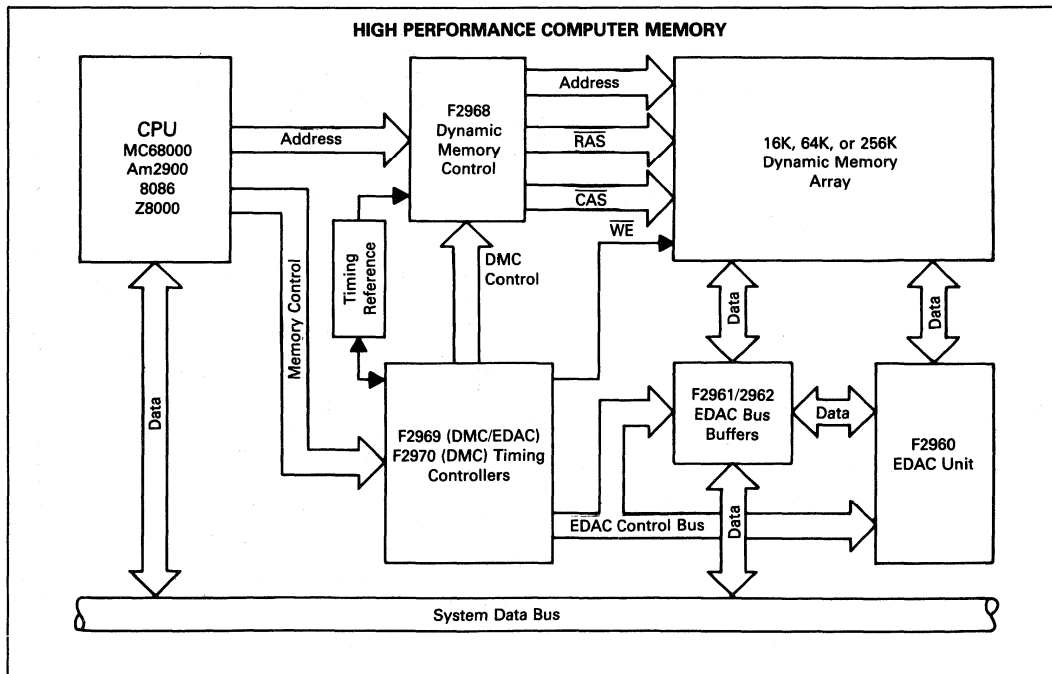 HIGH PERFORMANCE COMPUTER MEMORY
CPU
MC68000
Am2900
8086
Z8000
Address
F2968
Dynamic
Memory
Control
Address
RAS
CAS
WE
16K, 64K, or 256K
Dynamic Memory
Array
Timing
Reference
DMC
Control
Memory Control
Data
Data
Data
F2969 (DMC/EDAC)
F2970 (DMC) Timing
Controllers
F2961/2962
EDAC Bus
Buffers
Data
F2960
EDAC Unit
EDAC Control Bus
Data
System Data Bus